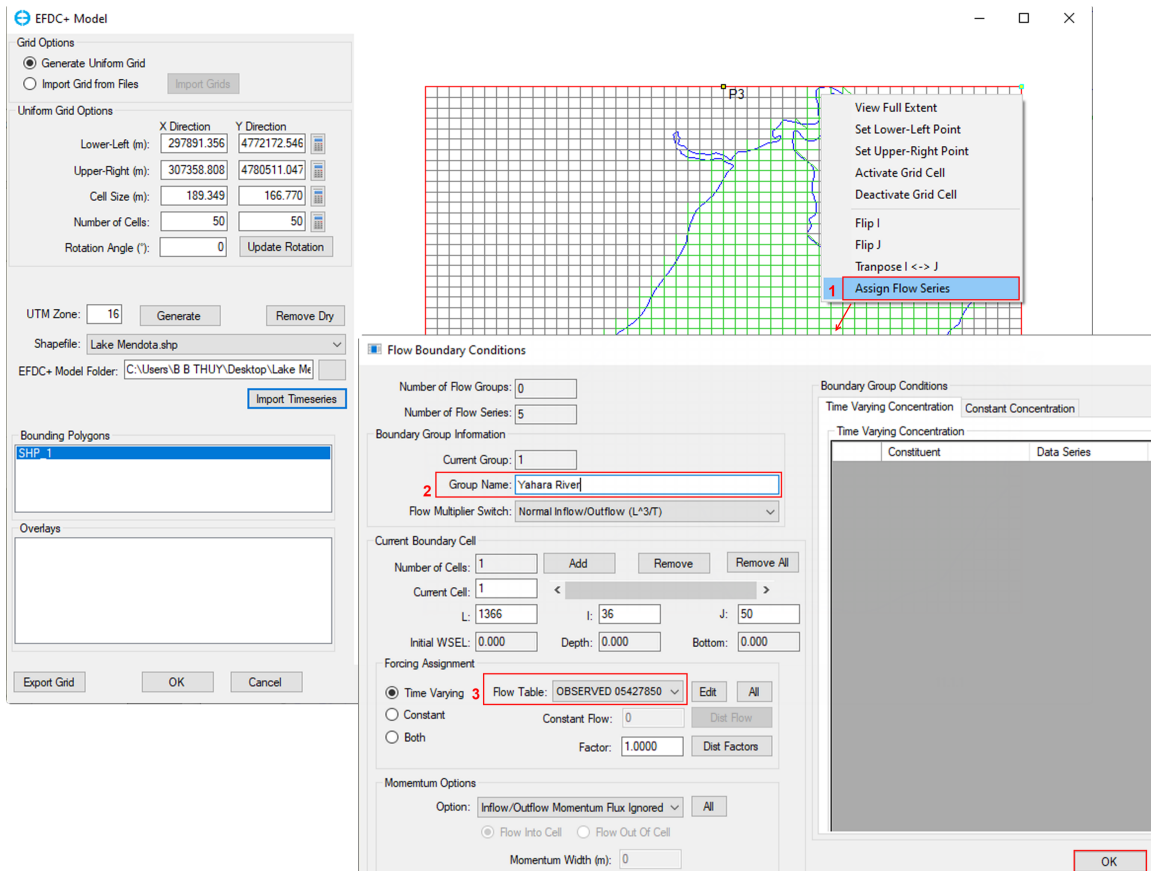 EFDC+ Model
Grid Options
Generate Uniform Grid
Import Grid from Files Import Grids
Uniform Grid Options
X Direction Y Direction
Lower-Left (m): 297891.356 4772172.546
Upper-Right (m): 307358.808 4780511.047
Cell Size (m): 189.349 166.770
Number of Cells: 50 50
Rotation Angle (°): 0 Update Rotation
UTM Zone: 16 Generate Remove Dry
Shapefile: Lake Mendota.shp
EFDC+ Model Folder: C:\Users\B B THUY\Desktop\Lake Me
Import Timeseries
Bounding Polygons
SHP_1
Overlays
Export Grid OK Cancel
P3
View Full Extent
Set Lower-Left Point
Set Upper-Right Point
Activate Grid Cell
Deactivate Grid Cell
Flip I
Flip J
Tranpose I <-> J
1 Assign Flow Series
Flow Boundary Conditions
Number of Flow Groups: 0
Number of Flow Series: 5
Boundary Group Information
Current Group: 1
2 Group Name: Yahara River
Flow Multiplier Switch: Normal Inflow/Outflow (L^3/T)
Current Boundary Cell
Number of Cells: 1 Add Remove Remove All
Current Cell: 1 < >
L: 1366 I: 36 J: 50
Initial WSEL: 0.000 Depth: 0.000 Bottom: 0.000
Forcing Assignment
Time Varying 3 Flow Table: OBSERVED 05427850 Edit All
Constant Constant Flow: 0 Dist Flow
Both Factor: 1.0000 Dist Factors
Momemtum Options
Option: Inflow/Outflow Momentum Flux Ignored All
Flow Into Cell Flow Out Of Cell
Momentum Width (m): 0
Boundary Group Conditions
Time Varying Concentration Constant Concentration
Time Varying Concentration
Constituent Data Series
OK